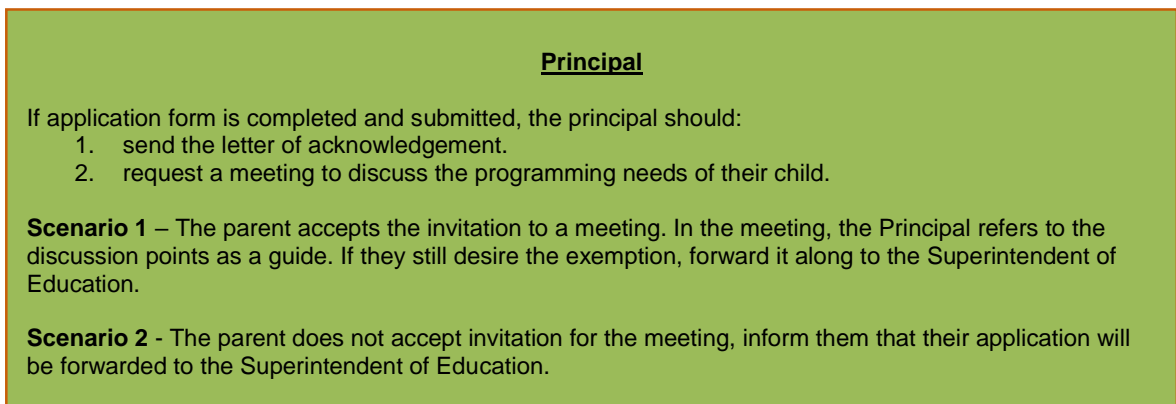 Principal
If application form is completed and submitted, the principal should:
1. send the letter of acknowledgement.
2. request a meeting to discuss the programming needs of their child.
Scenario 1 – The parent accepts the invitation to a meeting. In the meeting, the Principal refers to the
discussion points as a guide. If they still desire the exemption, forward it along to the Superintendent of
Education.
Scenario 2 - The parent does not accept invitation for the meeting, inform them that their application will
be forwarded to the Superintendent of Education.